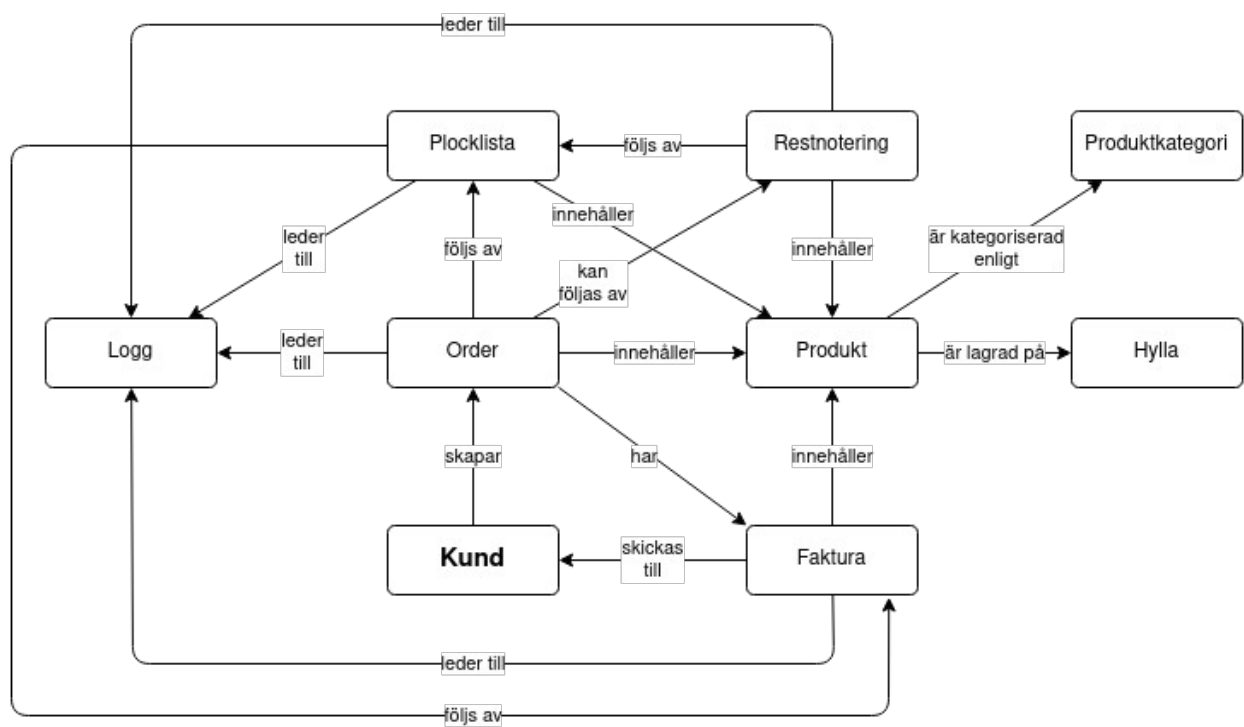 leder till
Plocklista
följs av
Restnotering
Produktkategori
innehåller
leder
till
följs av
kan
följas av
innehåller
är kategoriserad
enligt
Logg
leder
till
Order
innehåller
Produkt
är lagrad på
Hylla
skapar
har
innehåller
Kund
skickas
till
Faktura
leder till
följs av